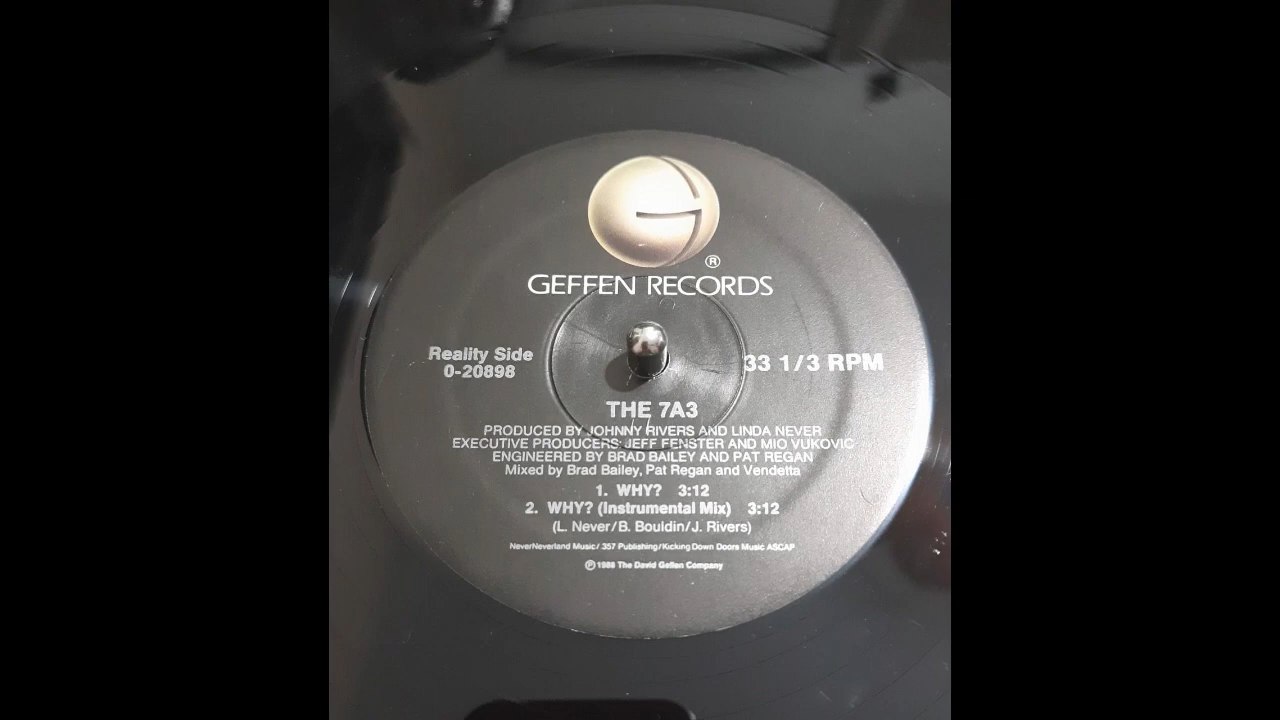 ®
GEFFEN RECORDS
Reality Side
0-20898
33 1/3 RPM
THE 7A3
PRODUCED BY JOHNNY RIVERS AND LINDA NEVER
EXECUTIVE PRODUCERS: JEFF FENSTER AND MIO VUKOVIC
ENGINEERED BY BRAD BAILEY AND PAT REGAN
Mixed by Brad Bailey, Pat Regan and Vendetta
1. WHY? 3:12
2. WHY? (Instrumental Mix) 3:12
(L. Never/B. Bouldin/J. Rivers)
NeverNeverland Music/ 357 Publishing/Kicking Down Doors Music ASCAP
℗ 1988 The David Geffen Company